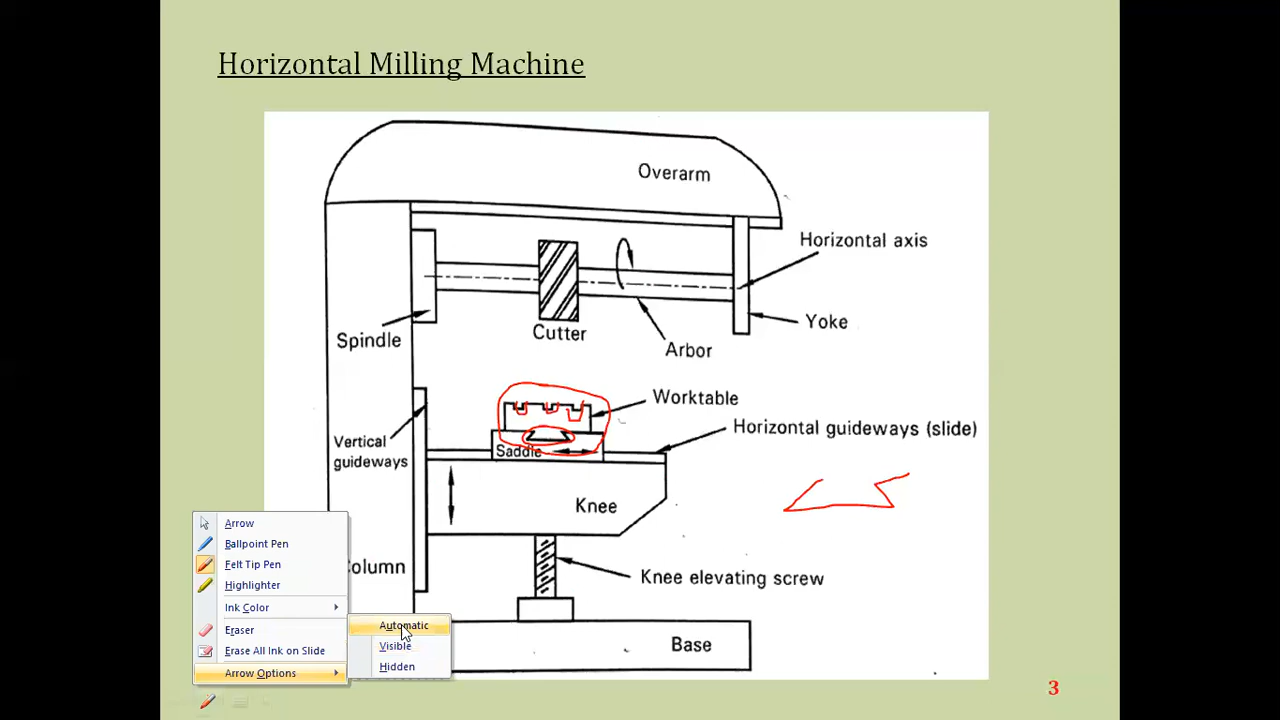 Horizontal Milling Machine
Overarm
Horizontal axis
Spindle
Cutter
Yoke
Arbor
Worktable
Horizontal guideways (slide)
Vertical
guideways
Saddle
Knee
Column
Knee elevating screw
Base
Arrow
Ballpoint Pen
Felt Tip Pen
Highlighter
Ink Color
Eraser
Erase All Ink on Slide
Arrow Options
Automatic
Visible
Hidden
3